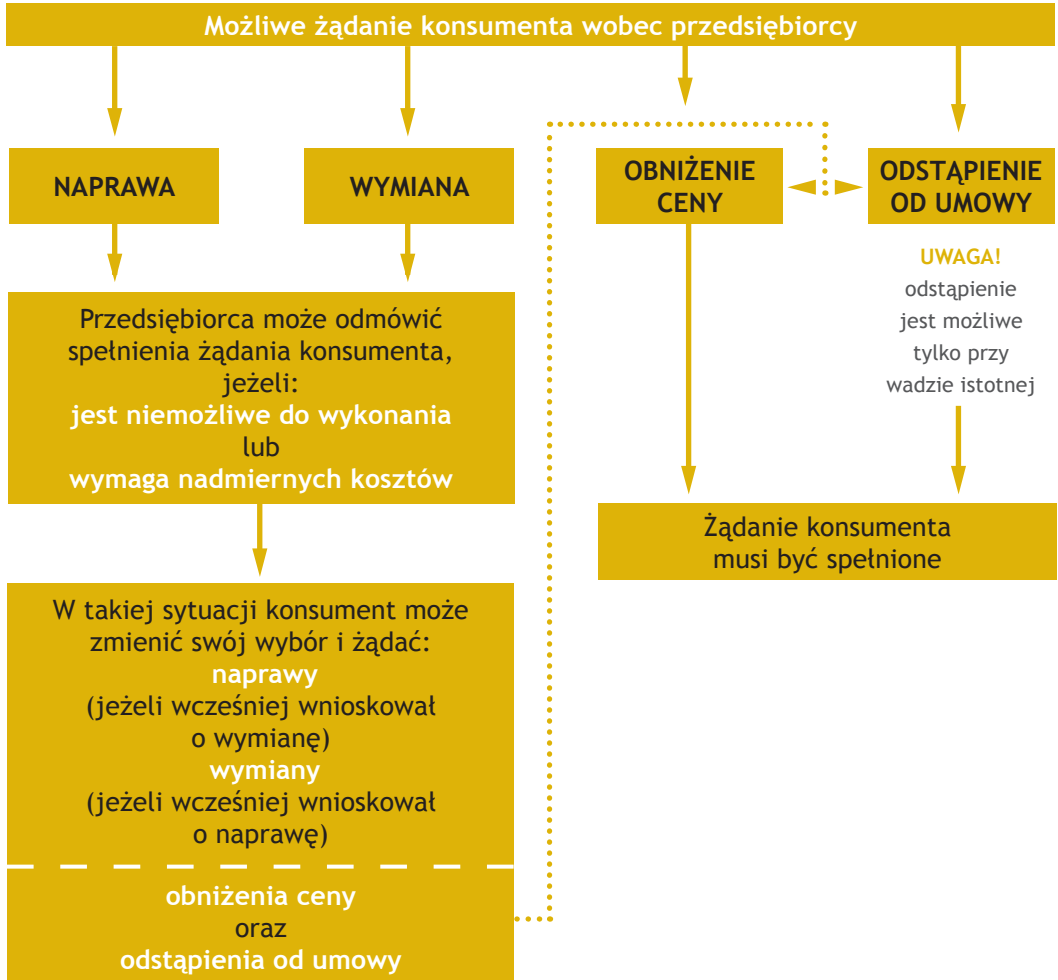 Możliwe żądanie konsumenta wobec przedsiębiorcy
NAPRAWA
WYMIANA
OBNIŻENIE
CENY
ODSTĄPIENIE
OD UMOWY
UWAGA!
odstąpienie
jest możliwe
tylko przy
wadzie istotnej
Przedsiębiorca może odmówić
spełnienia żądania konsumenta,
jeżeli:
jest niemożliwe do wykonania
lub
wymaga nadmiernych kosztów
Żądanie konsumenta
musi być spełnione
W takiej sytuacji konsument może
zmienić swój wybór i żądać:
naprawy
(jeżeli wcześniej wnioskował
o wymianę)
wymiany
(jeżeli wcześniej wnioskował
o naprawę)
obniżenia ceny
oraz
odstąpienia od umowy